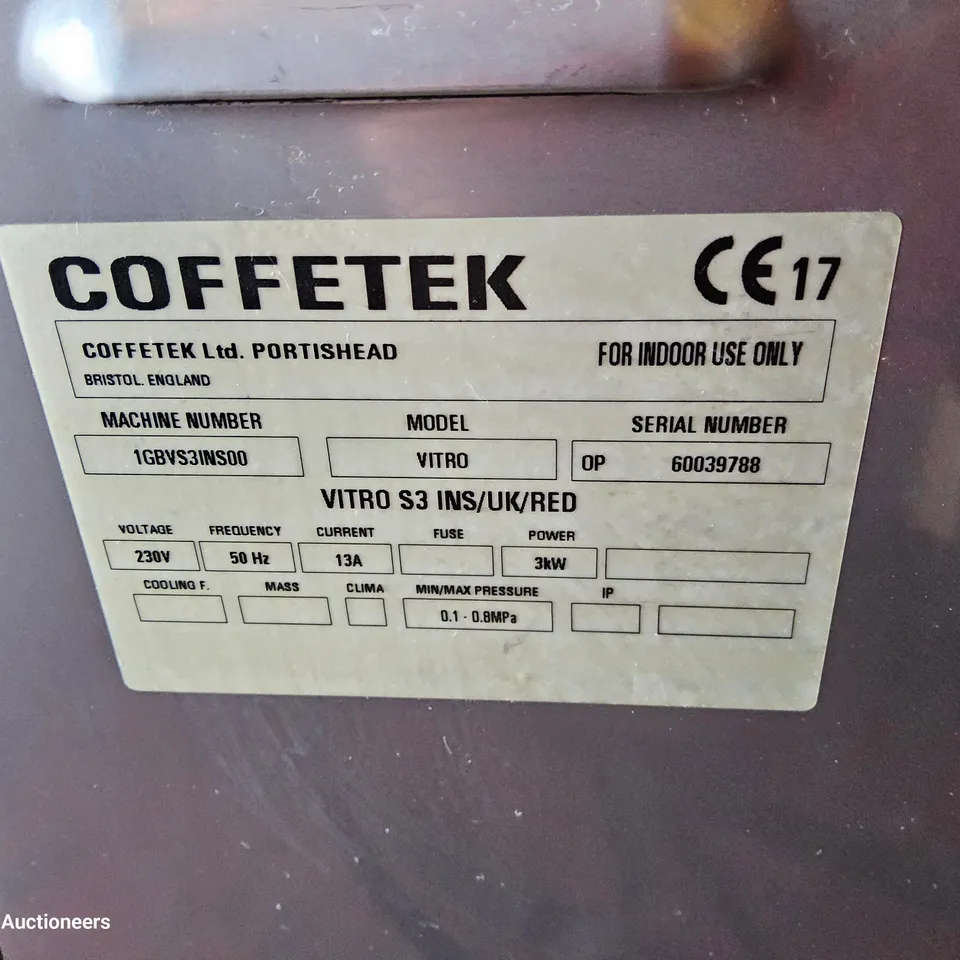 COFFETEK
CE 17
COFFETEK Ltd. PORTISHEAD FOR INDOOR USE ONLY
BRISTOL. ENGLAND
MACHINE NUMBER MODEL SERIAL NUMBER
1GBVS3INS00 VITRO OP 60039788
VITRO S3 INS/UK/RED
VOLTAGE FREQUENCY CURRENT FUSE POWER
230V 50 Hz 13A 3kW
COOLING F. MASS CLIMA MIN/MAX PRESSURE IP
0.1 - 0.8MPa
Auctioneers